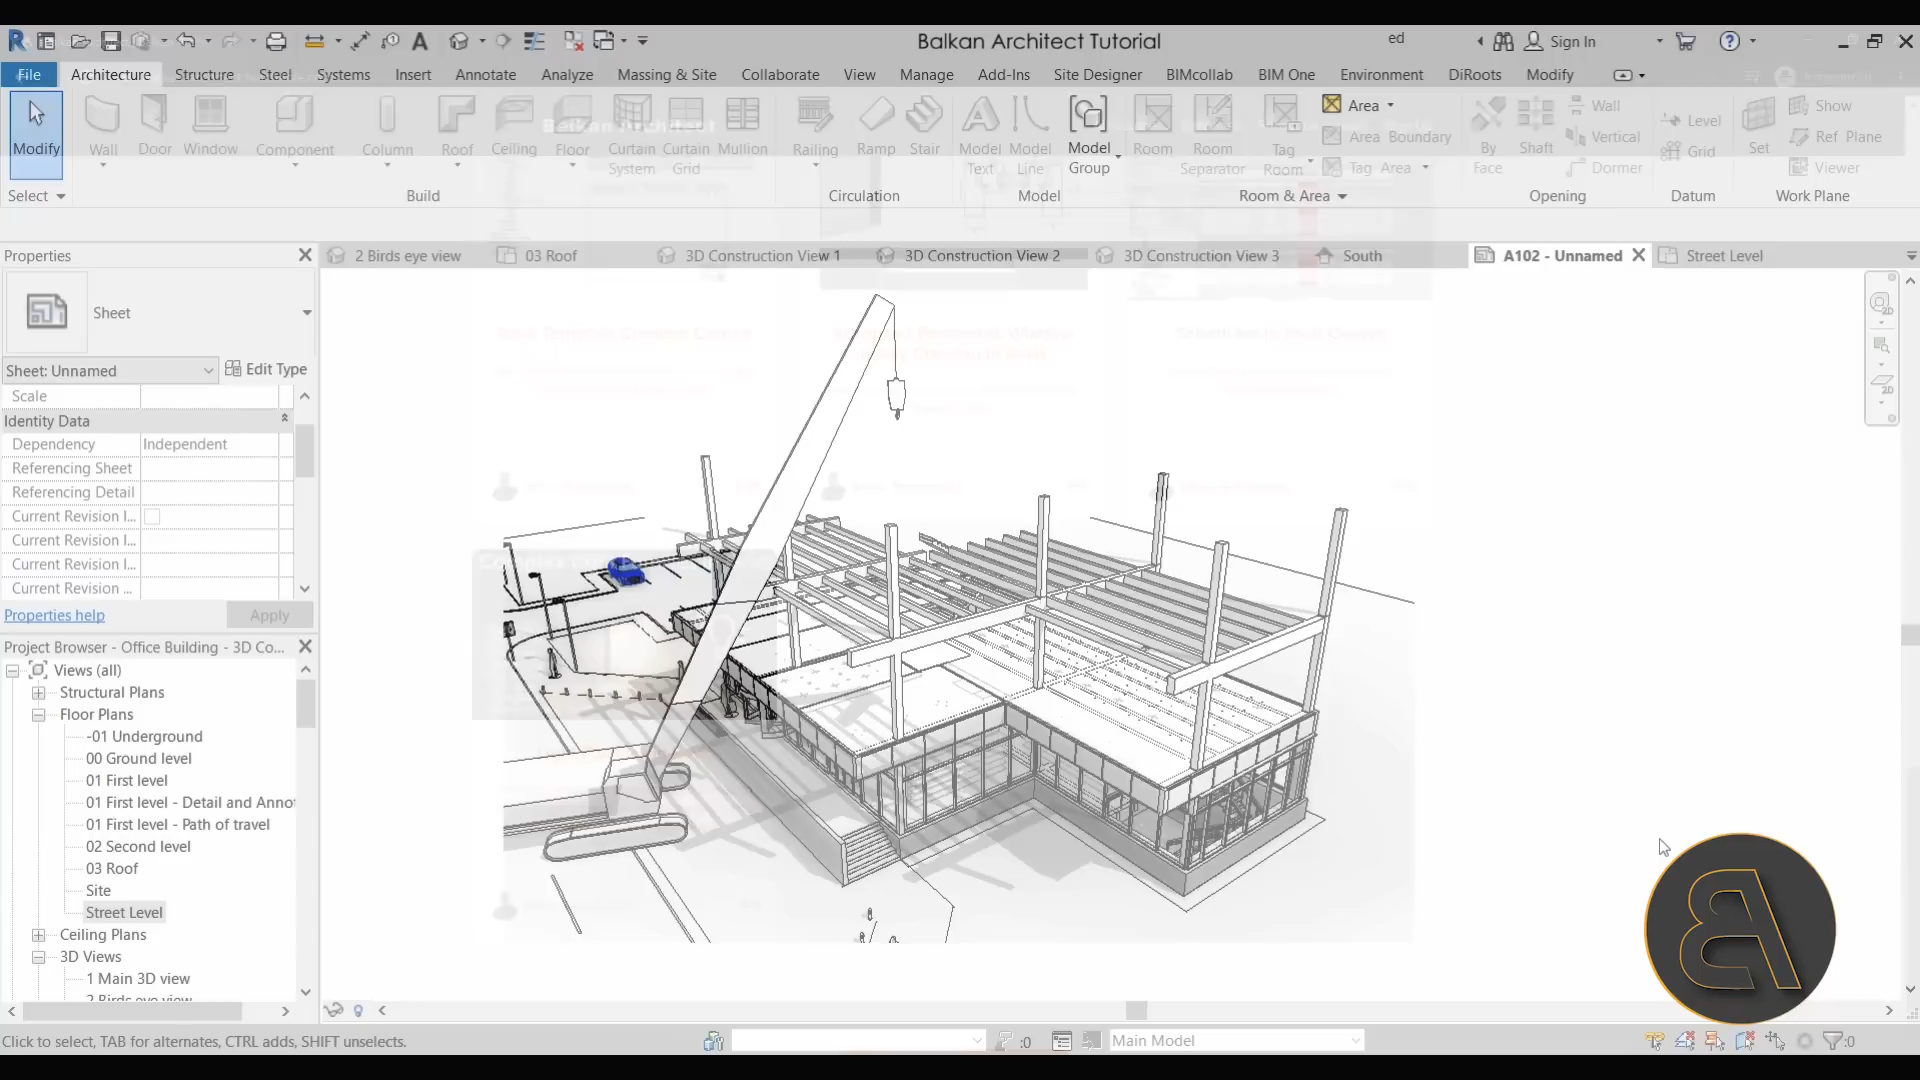 Balkan Architect Tutorial
ed
Sign In
File Architecture Structure Steel Systems Insert Annotate Analyze Massing & Site Collaborate View Manage Add-Ins Site Designer BIMcollab BIM One Environment DiRoots Modify
Modify
Wall
Door
Window
Component
Column
Roof
Ceiling
Floor
Curtain System
Curtain Grid
Mullion
Railing
Ramp
Stair
Model Text
Model Line
Model Group
Room
Room Separator
Tag Room
Area
Area Boundary
Tag Area
By Face
Shaft
Wall
Vertical
Dormer
Level
Grid
Set
Show
Ref Plane
Viewer
Select Build Circulation Model Room & Area Opening Datum Work Plane
2 Birds eye view 03 Roof 3D Construction View 1 3D Construction View 2 3D Construction View 3 South A102 - Unnamed Street Level
Properties
Sheet
Sheet: Unnamed Edit Type
Scale
Identity Data
Dependency Independent
Referencing Sheet
Referencing Detail
Current Revision I...
Current Revision I...
Current Revision I...
Current Revision ...
Properties help Apply
Project Browser - Office Building - 3D Co...
Views (all)
Structural Plans
Floor Plans
-01 Underground
00 Ground level
01 First level
01 First level - Detail and Anno
01 First level - Path of travel
02 Second level
03 Roof
Site
Street Level
Ceiling Plans
3D Views
1 Main 3D view
2 Birds eye view
Click to select, TAB for alternates, CTRL adds, SHIFT unselects.
:0
Main Model
:0